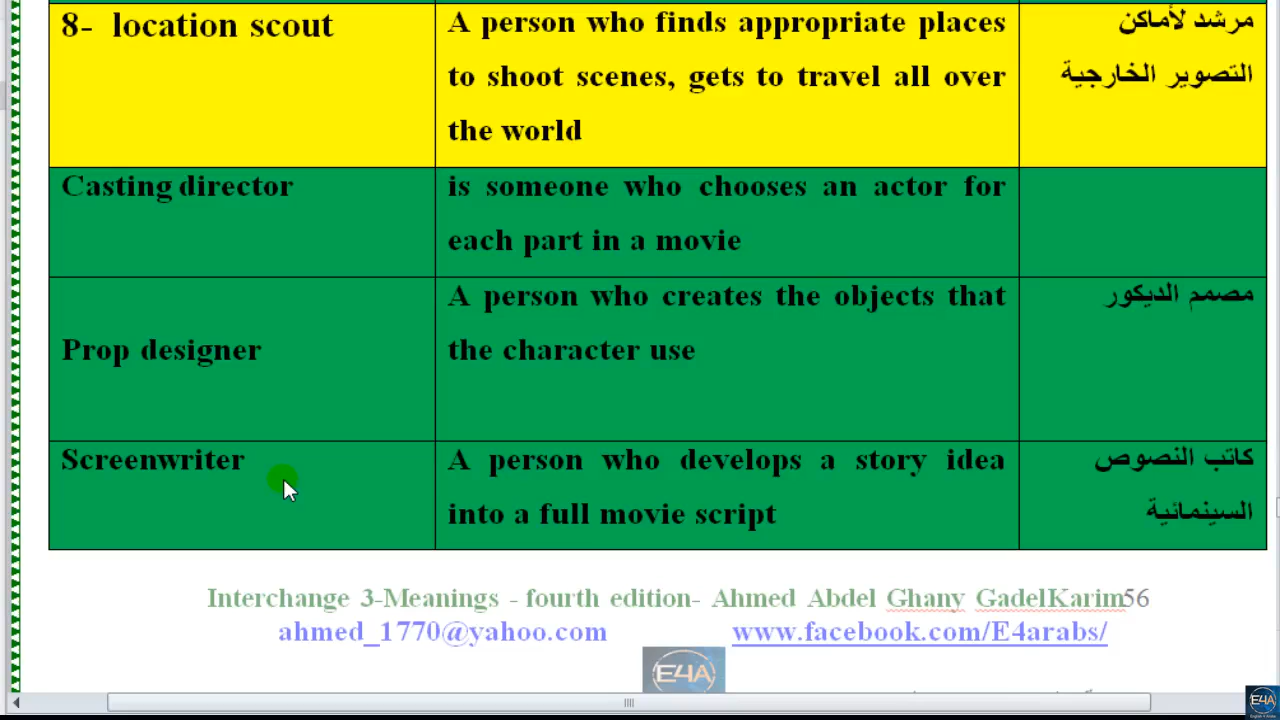 8- location scout
A person who finds appropriate places
to shoot scenes, gets to travel all over
the world
مرشد لأماكن
التصوير الخارجية
Casting director
is someone who chooses an actor for
each part in a movie
Prop designer
A person who creates the objects that
the character use
مصمم الديكور
Screenwriter
A person who develops a story idea
into a full movie script
كاتب النصوص
السينمائية
Interchange 3-Meanings - fourth edition- Ahmed Abdel Ghany GadelKarim56
ahmed_1770@yahoo.com www.facebook.com/E4arabs/
E4A
E4A